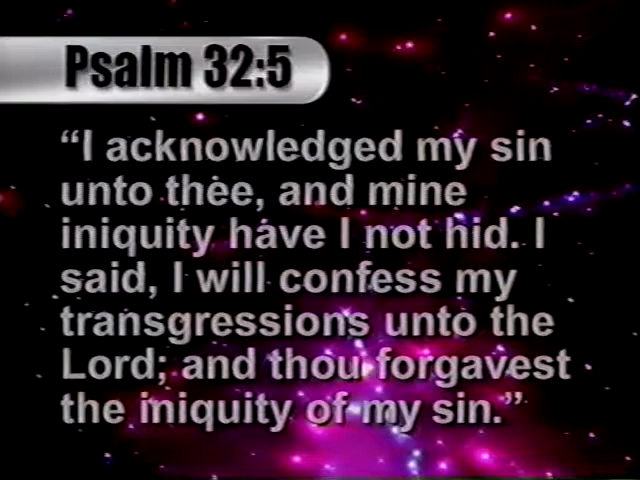 Psalm 32:5
“I acknowledged my sin
unto thee, and mine
iniquity have I not hid. I
said, I will confess my
transgressions unto the
Lord; and thou forgavest
the iniquity of my sin.”